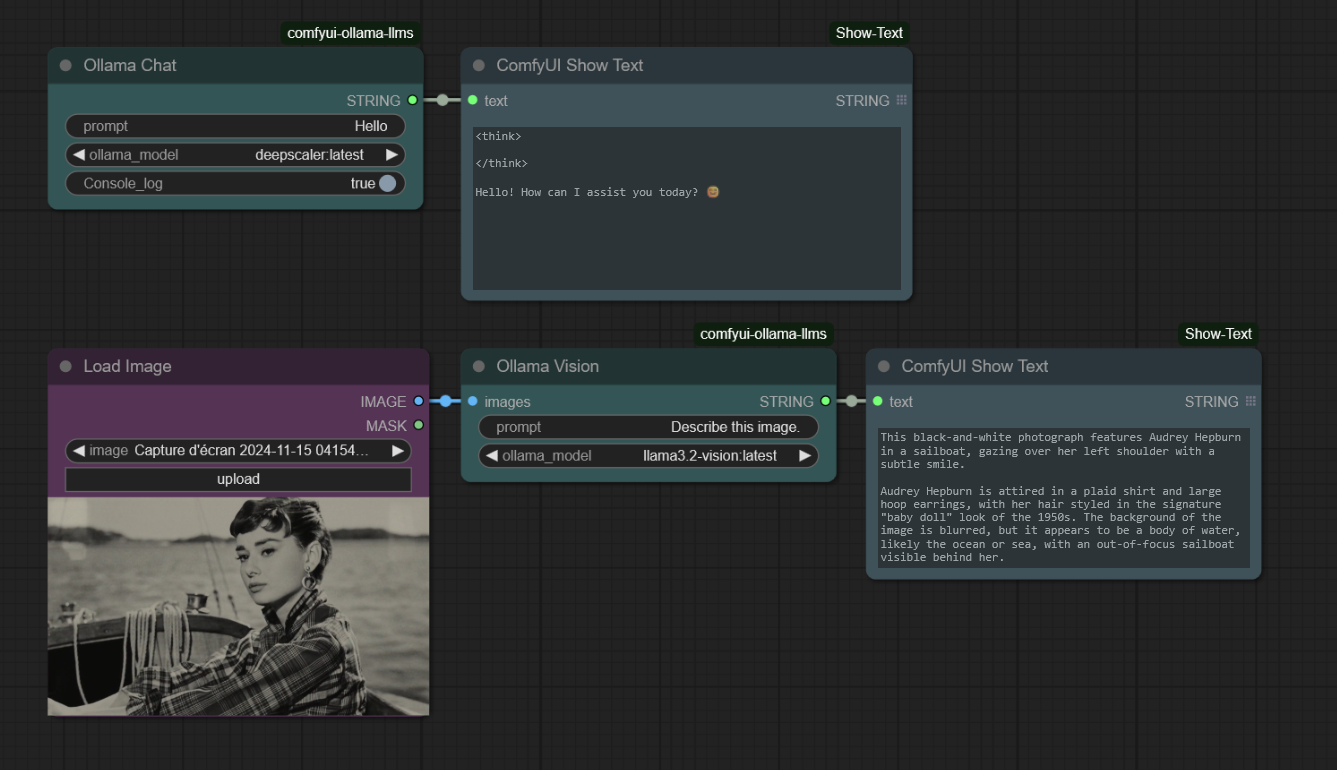 comfyui-ollama-llms
Ollama Chat
STRING
prompt Hello
ollama_model deepscaler:latest
Console_log true
Show-Text
ComfyUI Show Text
text STRING
<think>
</think>
Hello! How can I assist you today? 😊
Load Image
IMAGE
MASK
image Capture d'écran 2024-11-15 04154...
upload
comfyui-ollama-llms
Ollama Vision
images STRING
prompt Describe this image.
ollama_model llama3.2-vision:latest
Show-Text
ComfyUI Show Text
text STRING
This black-and-white photograph features Audrey Hepburn
in a sailboat, gazing over her left shoulder with a
subtle smile.
Audrey Hepburn is attired in a plaid shirt and large
hoop earrings, with her hair styled in the signature
"baby doll" look of the 1950s. The background of the
image is blurred, but it appears to be a body of water,
likely the ocean or sea, with an out-of-focus sailboat
visible behind her.